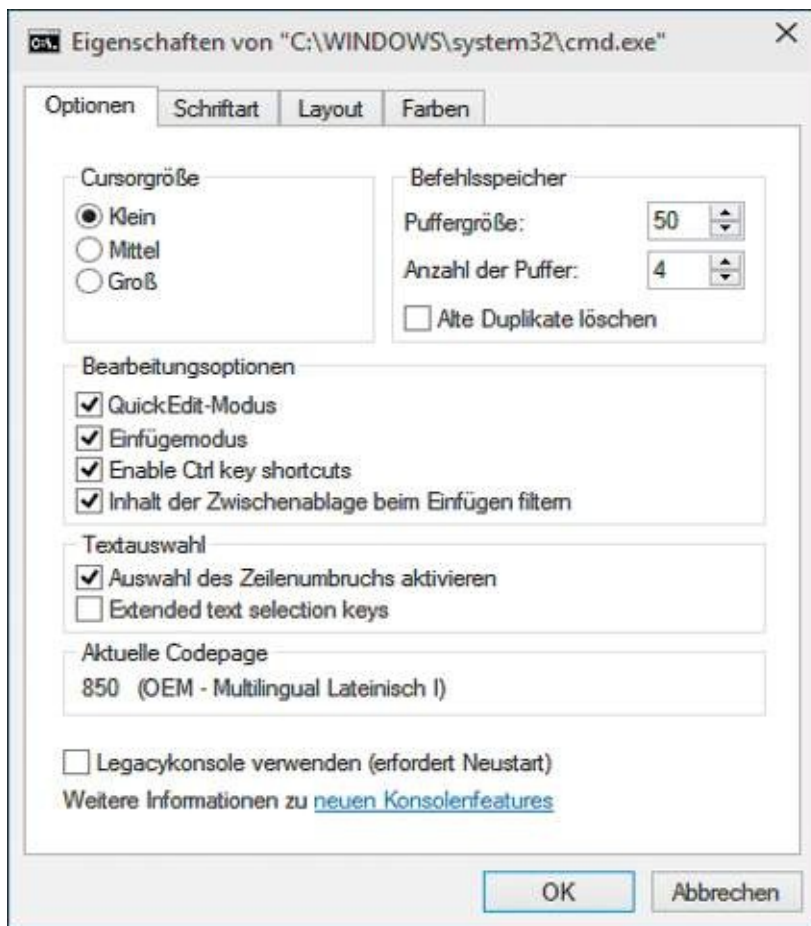 Eigenschaften von "C:\WINDOWS\system32\cmd.exe"
Optionen Schriftart Layout Farben
Cursorgröße
Klein
Mittel
Groß
Befehlsspeicher
Puffergröße: 50
Anzahl der Puffer: 4
Alte Duplikate löschen
Bearbeitungsoptionen
QuickEdit-Modus
Einfügemodus
Enable Ctrl key shortcuts
Inhalt der Zwischenablage beim Einfügen filtern
Textauswahl
Auswahl des Zeilenumbruchs aktivieren
Extended text selection keys
Aktuelle Codepage
850 (OEM - Multilingual Lateinisch I)
Legacykonsole verwenden (erfordert Neustart)
Weitere Informationen zu neuen Konsolenfeatures
OK Abbrechen